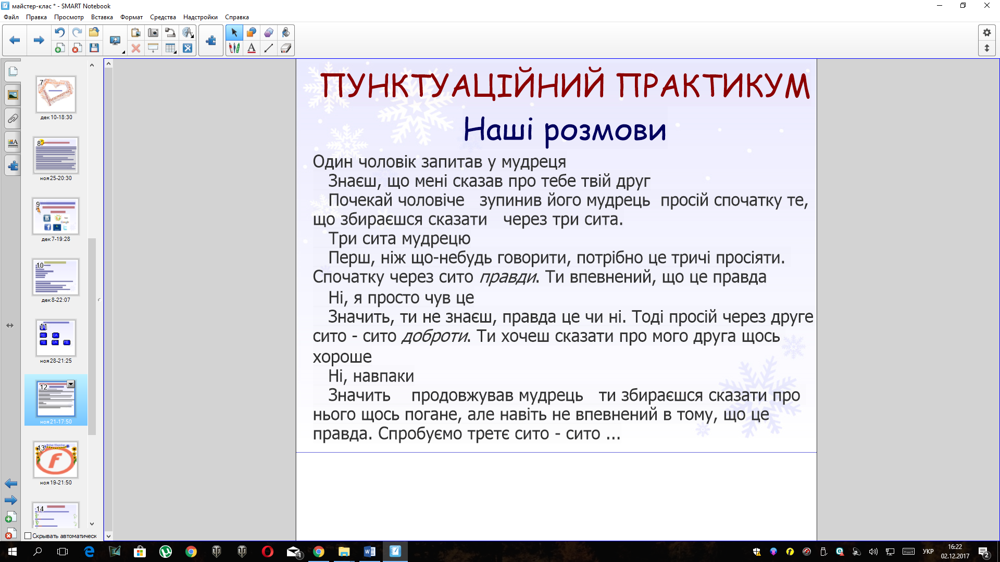 майстер-клас * - SMART Notebook
Файл Правка Просмотр Вставка Формат Средства Надстройки Справка
7
дек 10-18:30
8
ноя 25-20:30
9
дек 7-19:28
10
дек 8-22:07
11
ноя 28-21:25
12
ноя 21-17:50
13
ноя 19-21:50
14
Скрывать автоматическ
ПУНКТУАЦІЙНИЙ ПРАКТИКУМ
Наші розмови
Один чоловік запитав у мудреця
Знаєш, що мені сказав про тебе твій друг
Почекай чоловіче зупинив його мудрець просій спочатку те,
що збираєшся сказати через три сита.
Три сита мудрецю
Перш, ніж що-небудь говорити, потрібно це тричі просіяти.
Спочатку через сито правди. Ти впевнений, що це правда
Ні, я просто чув це
Значить, ти не знаєш, правда це чи ні. Тоді просій через друге
сито - сито доброти. Ти хочеш сказати про мого друга щось
хороше
Ні, навпаки
Значить продовжував мудрець ти збираєшся сказати про
нього щось погане, але навіть не впевнений в тому, що це
правда. Спробуємо третє сито - сито ...
УКР
16:22
02.12.2017